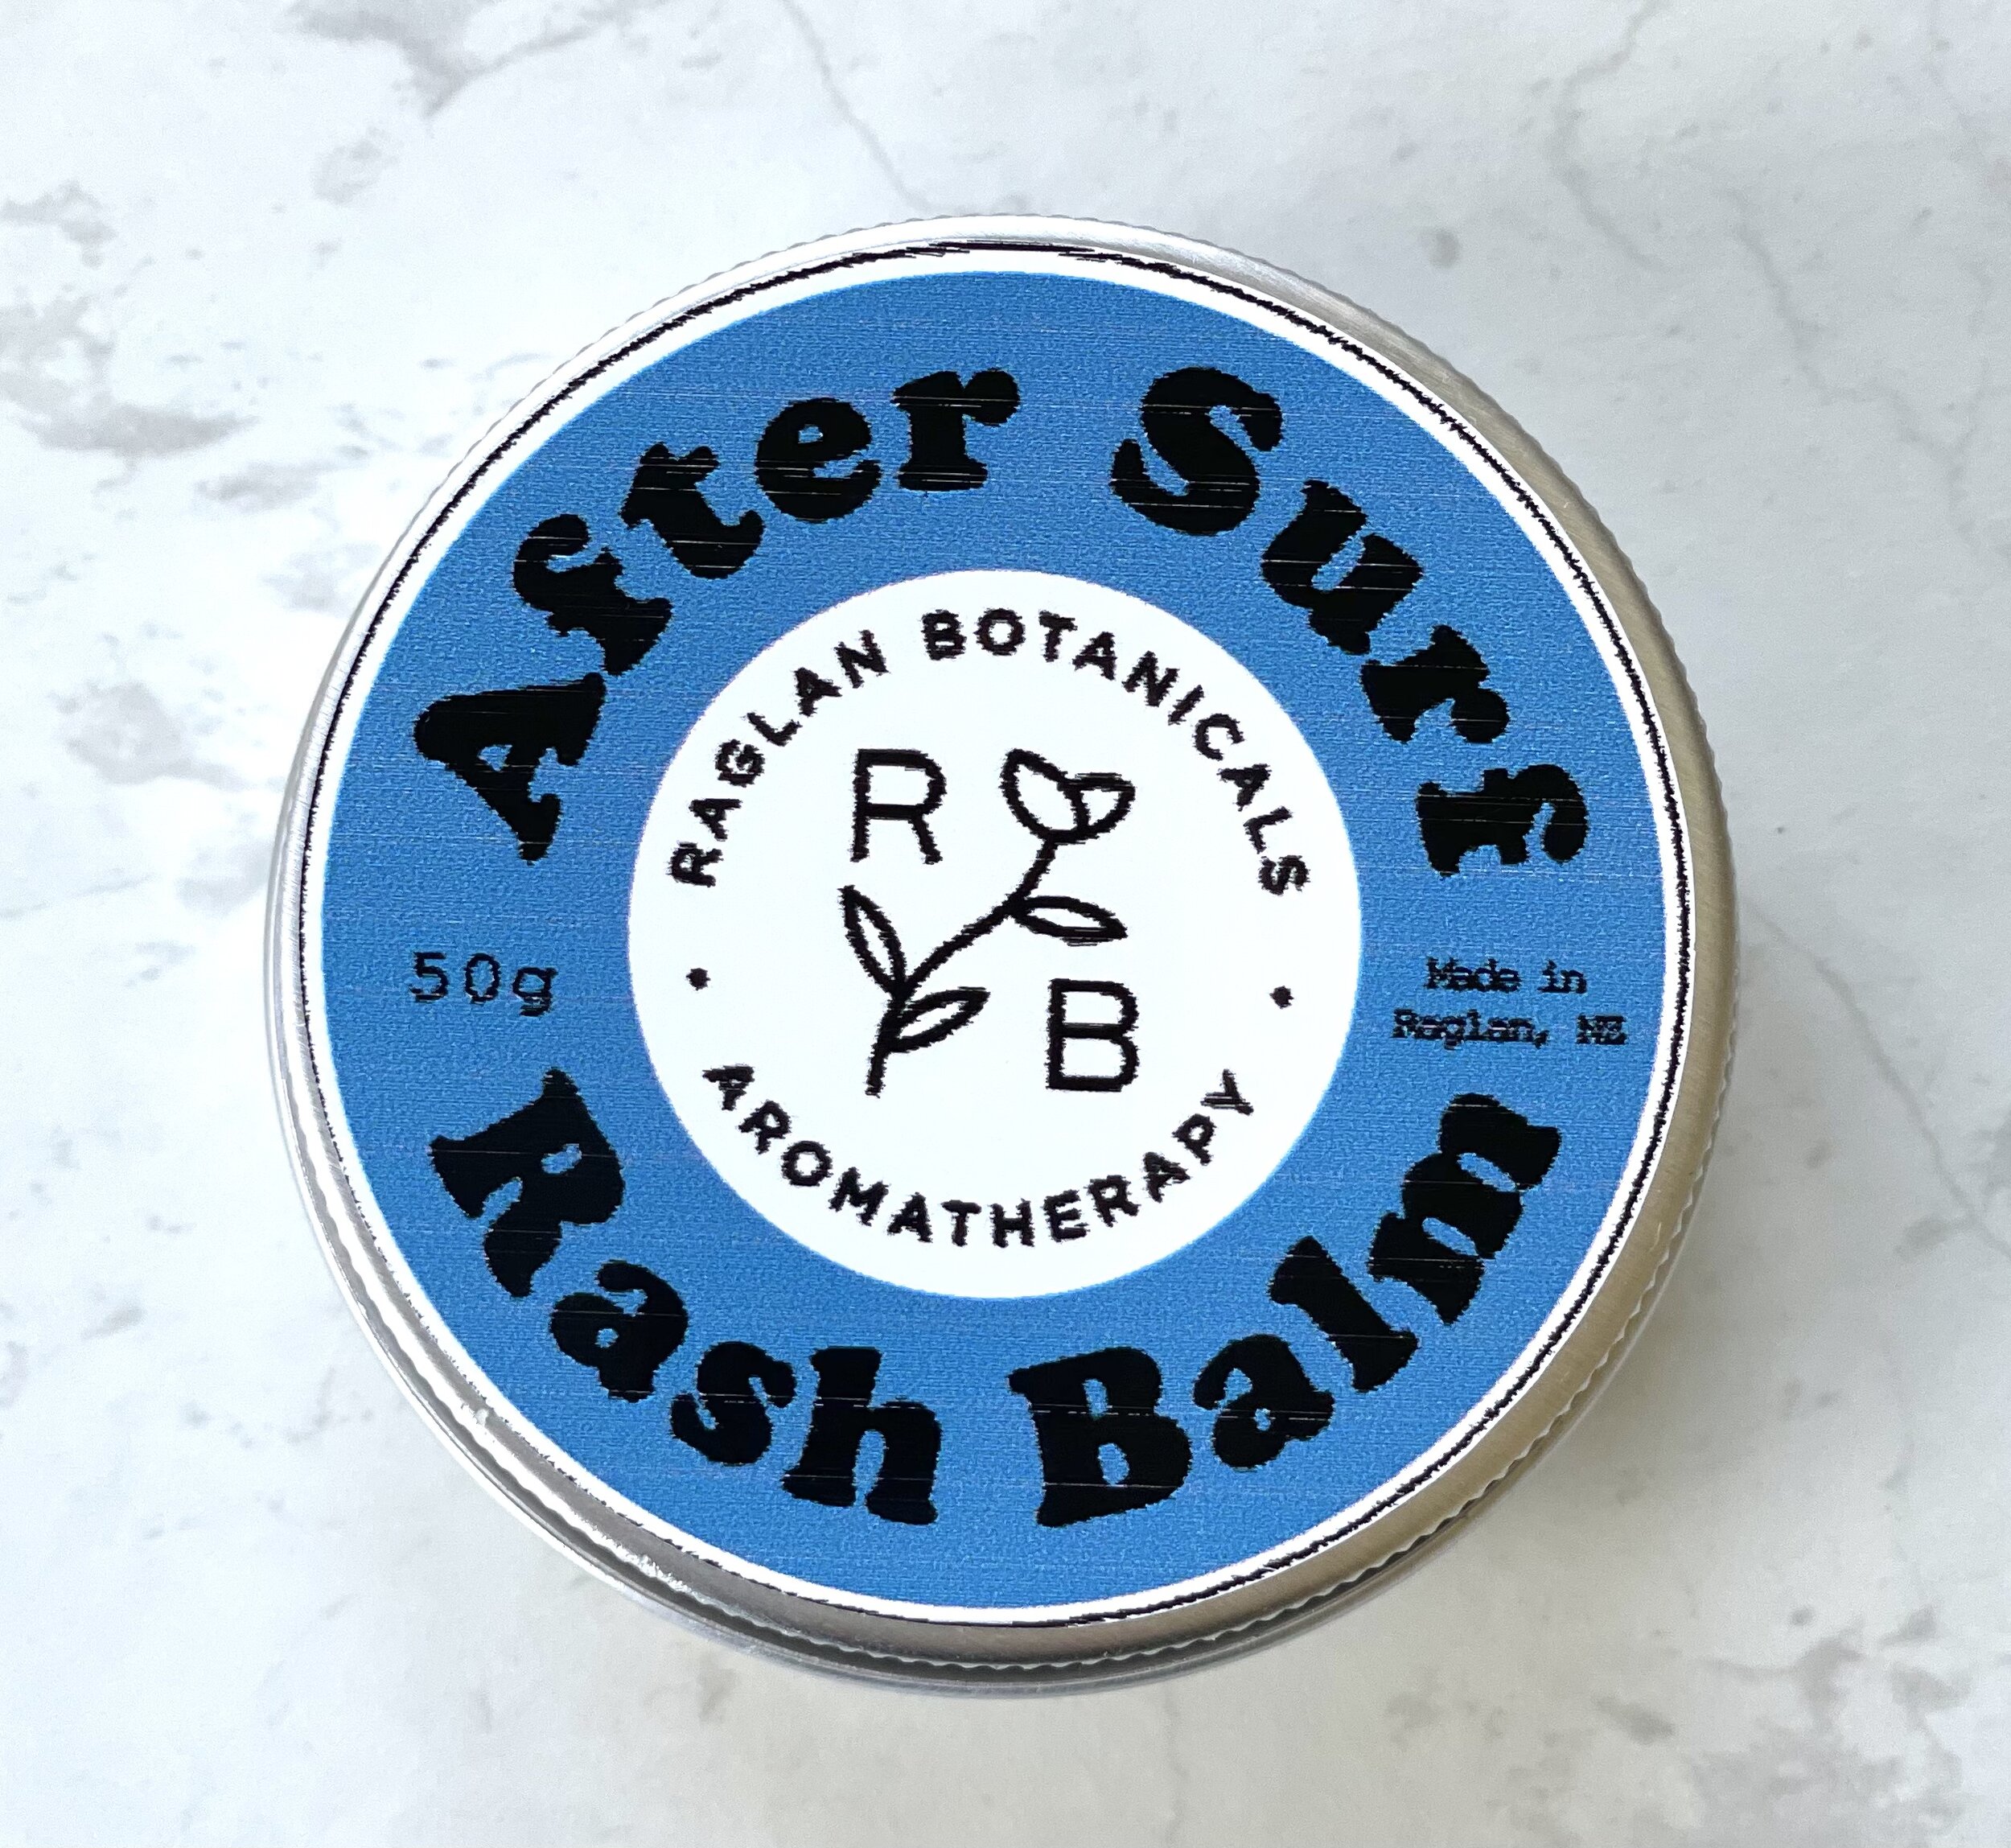 After Surf
RAGLAN BOTANICALS
R
B
AROMATHERAPY
50g
Made in
Raglan, NZ
Rash Balm